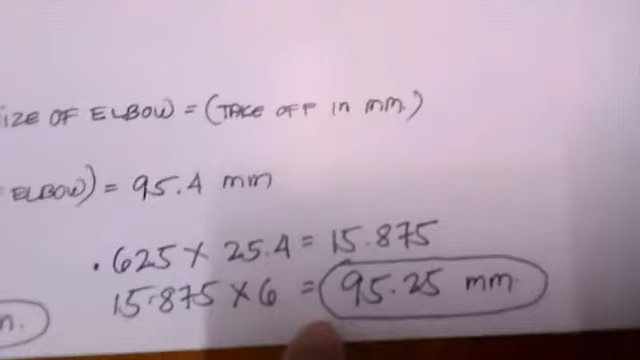 SIZE OF ELBOW = (TAKE OFF in mm.)
ELBOW) = 95.4 mm
.625 x 25.4 = 15.875
15.875 x 6 = 95.25 mm.